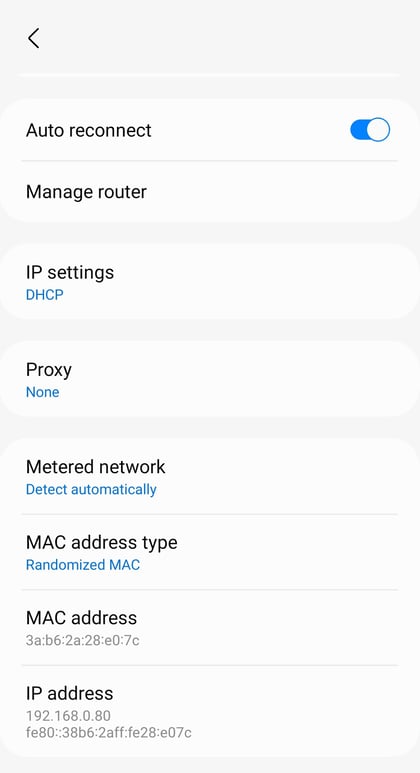 Auto reconnect
Manage router
IP settings
DHCP
Proxy
None
Metered network
Detect automatically
MAC address type
Randomized MAC
MAC address
3a:b6:2a:28:e0:7c
IP address
192.168.0.80
fe80::38b6:2aff:fe28:e07c